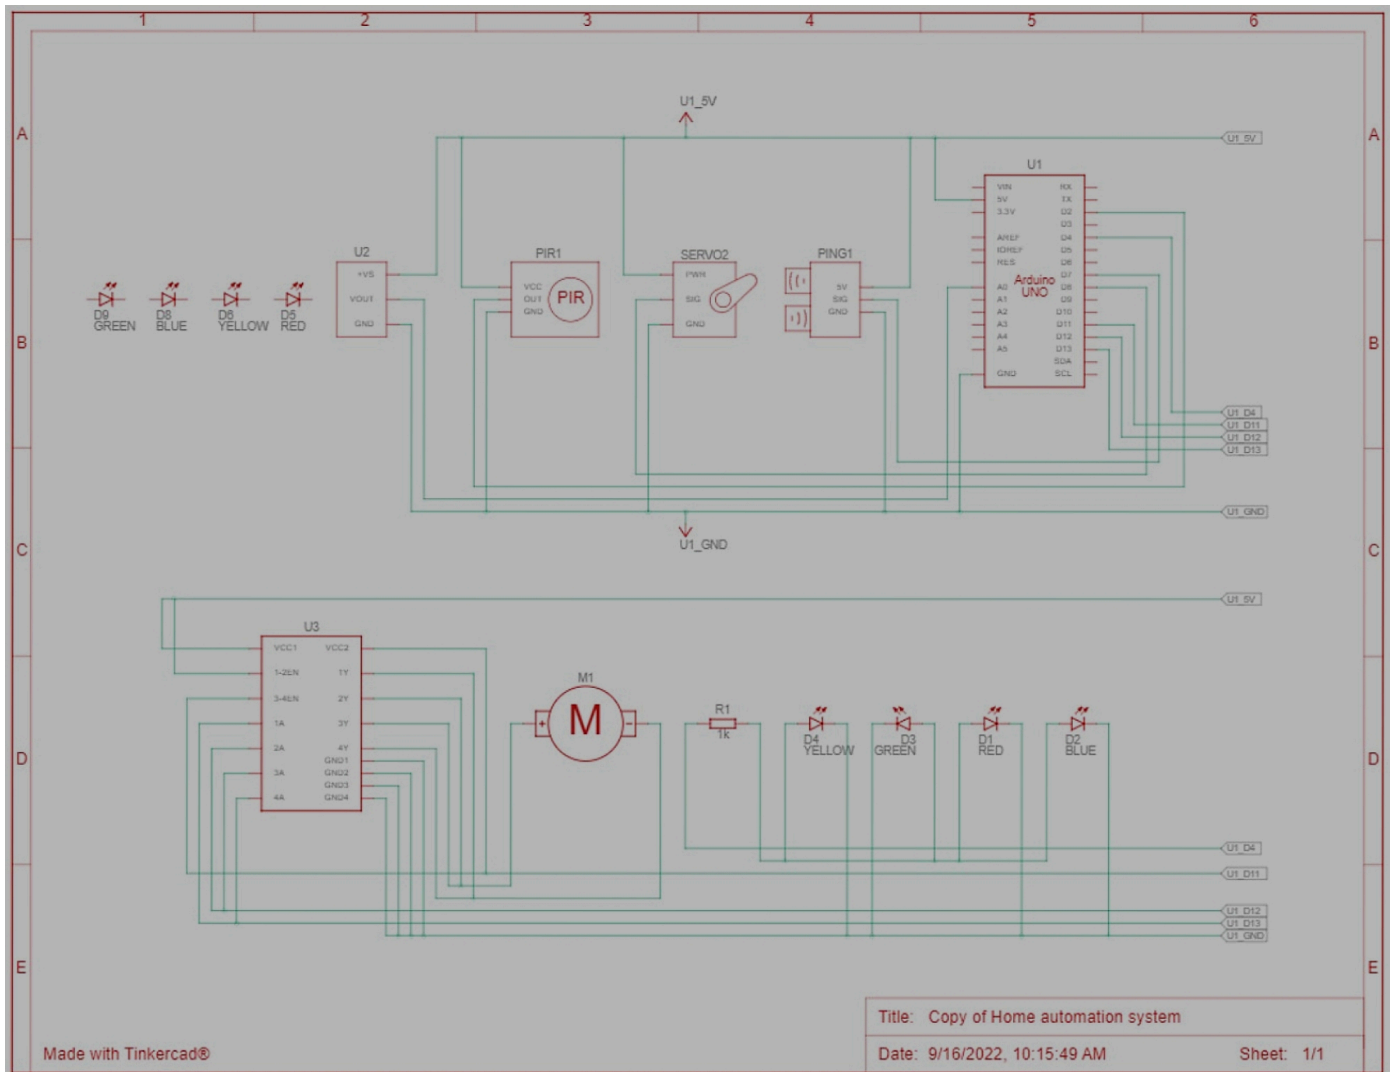 1 2 3 4 5 6
A A
B B
C C
D D
E E
U1_5V
U1_5V
U1
VIN RX
5V TX
3.3V D2
D3
AREF D4
IOREF D5
RES D6
D7
A0 D8
A1 D9
A2 D10
A3 D11
A4 D12
A5 D13
SDA
GND SCL
Arduino
UNO
U2
+VS
VOUT
GND
PIR1
VCC
OUT
GND
PIR
SERVO2
PWR
SIG
GND
PING1
5V
SIG
GND
D9
GREEN
D8
BLUE
D6
YELLOW
D5
RED
U1_D4
U1_D11
U1_D12
U1_D13
U1_GND
U1_GND
U1_5V
U3
VCC1 VCC2
1-2EN 1Y
3-4EN 2Y
1A 3Y
2A 4Y
GND1
3A GND2
GND3
4A GND4
M1
+ M -
R1
1k
D4
YELLOW
D3
GREEN
D1
RED
D2
BLUE
U1_D4
U1_D11
U1_D12
U1_D13
U1_GND
Title: Copy of Home automation system
Made with Tinkercad®
Date: 9/16/2022, 10:15:49 AM Sheet: 1/1